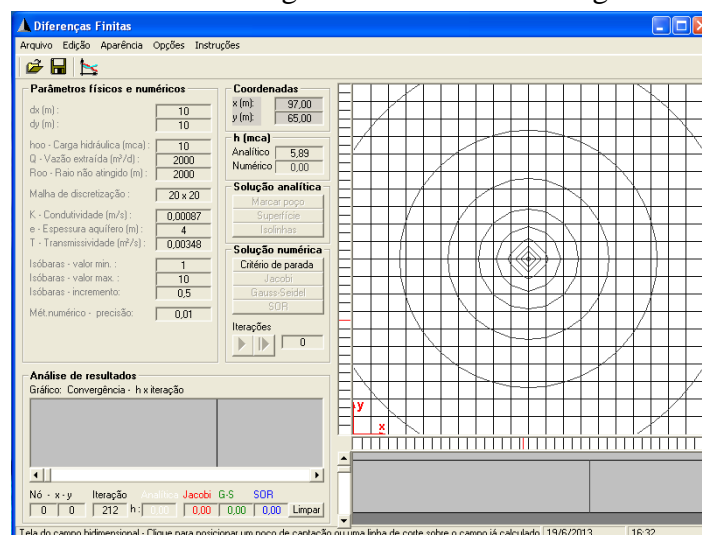 Diferenças Finitas
Arquivo Edição Aparência Opções Instruções
Parâmetros físicos e numéricos
dx (m) : 10
dy (m) : 10
hoo - Carga hidráulica (mca) : 10
Q - Vazão extraída (m³/d) : 2000
Roo - Raio não atingido (m) : 2000
Malha de discretização : 20 x 20
K - Condutividade (m/s) : 0,00087
e - Espessura aquífero (m) : 4
T - Transmissividade (m²/s) : 0,00348
Isóbaras - valor min. : 1
Isóbaras - valor max. : 10
Isóbaras - incremento: 0,5
Mét.numérico - precisão: 0,01
Coordenadas
x (m): 97,00
y (m): 65,00
h (mca)
Analítico 5,89
Numérico 0,00
Solução analítica
Marcar poço
Superfície
Isolinhas
Solução numérica
Critério de parada
Jacobi
Gauss-Seidel
SOR
Iterações
0
y
x
Análise de resultados
Gráfico: Convergência - h x iteração
Nó - x - y Iteração Analítica Jacobi G-S SOR
0 0 212 h : 0,00 0,00 0,00 0,00 Limpar
Tela do campo bidimensional - Clique para posicionar um poço de captação ou uma linha de corte sobre o campo já calculado 19/6/2013 16:32